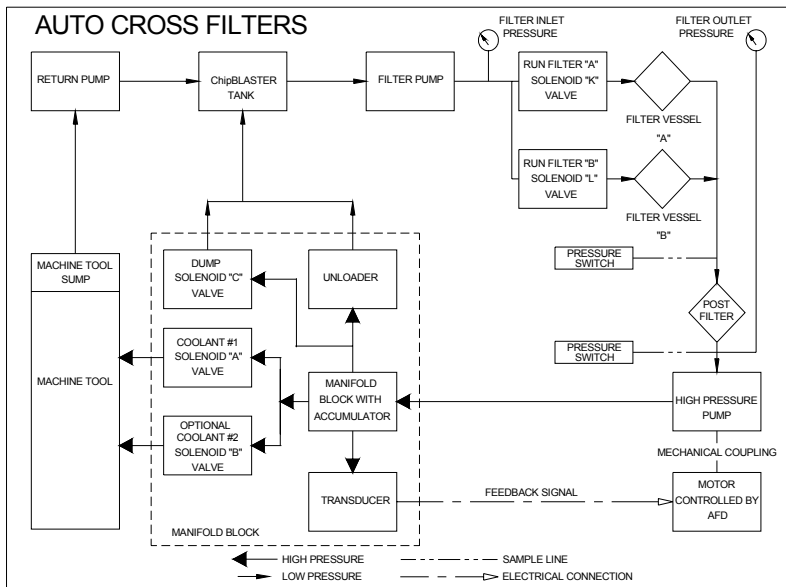 AUTO CROSS FILTERS
FILTER INLET
PRESSURE
FILTER OUTLET
PRESSURE
RETURN PUMP
ChipBLASTER
TANK
FILTER PUMP
RUN FILTER "A"
SOLENOID "K"
VALVE
FILTER VESSEL
"A"
RUN FILTER "B"
SOLENOID "L"
VALVE
FILTER VESSEL
"B"
PRESSURE
SWITCH
POST
FILTER
PRESSURE
SWITCH
MACHINE TOOL
SUMP
MACHINE TOOL
DUMP
SOLENOID "C"
VALVE
UNLOADER
COOLANT #1
SOLENOID "A"
VALVE
MANIFOLD
BLOCK WITH
ACCUMULATOR
HIGH PRESSURE
PUMP
OPTIONAL
COOLANT #2
SOLENOID "B"
VALVE
MECHANICAL COUPLING
TRANSDUCER
FEEDBACK SIGNAL
MOTOR
CONTROLLED BY
AFD
MANIFOLD BLOCK
HIGH PRESSURE
SAMPLE LINE
LOW PRESSURE
ELECTRICAL CONNECTION